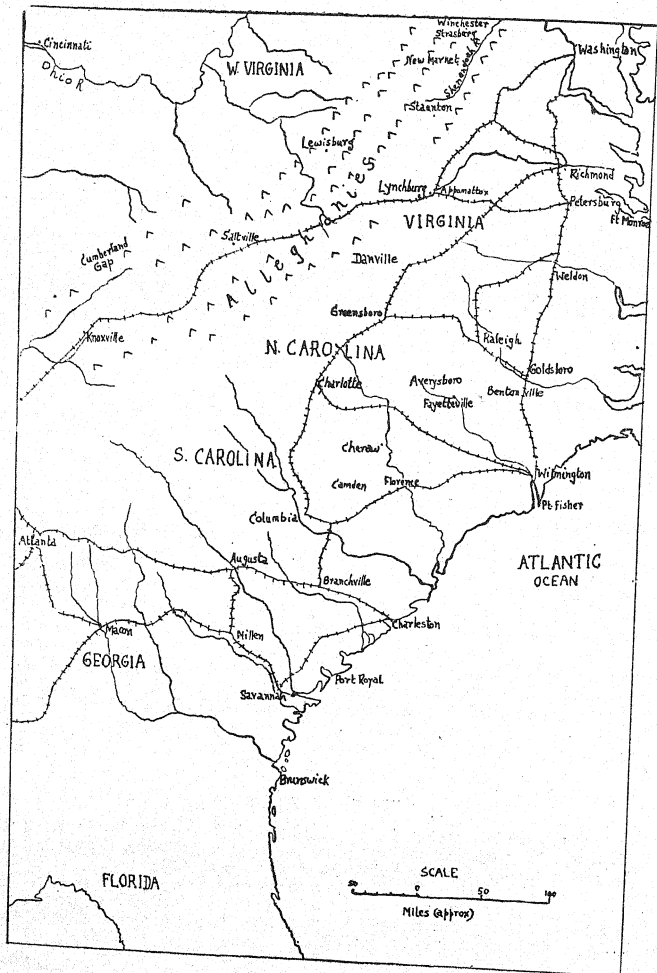 Winchester
Strasberg
Cincinnati
Ohio R
New Market
Shenandoah R
Washington
W. VIRGINIA
Staunton
Lewisburg
Richmond
Lynchburg
Appomattox
Petersburg
Ft Monroe
VIRGINIA
Saltville
Alleghanies
Cumberland
Gap
Danville
Weldon
Greensboro
Knoxville
Raleigh
N. CAROLINA
Goldsboro
Charlotte
Averysboro
Bentonville
Fayetteville
Cheraw
S. CAROLINA
Wilmington
Camden
Florence
Pt Fisher
Columbia
Atlanta
Augusta
ATLANTIC
OCEAN
Branchville
Macon
Millen
Charleston
GEORGIA
Port Royal
Savannah
Brunswick
FLORIDA
SCALE
50 0 50 100
Miles (approx)